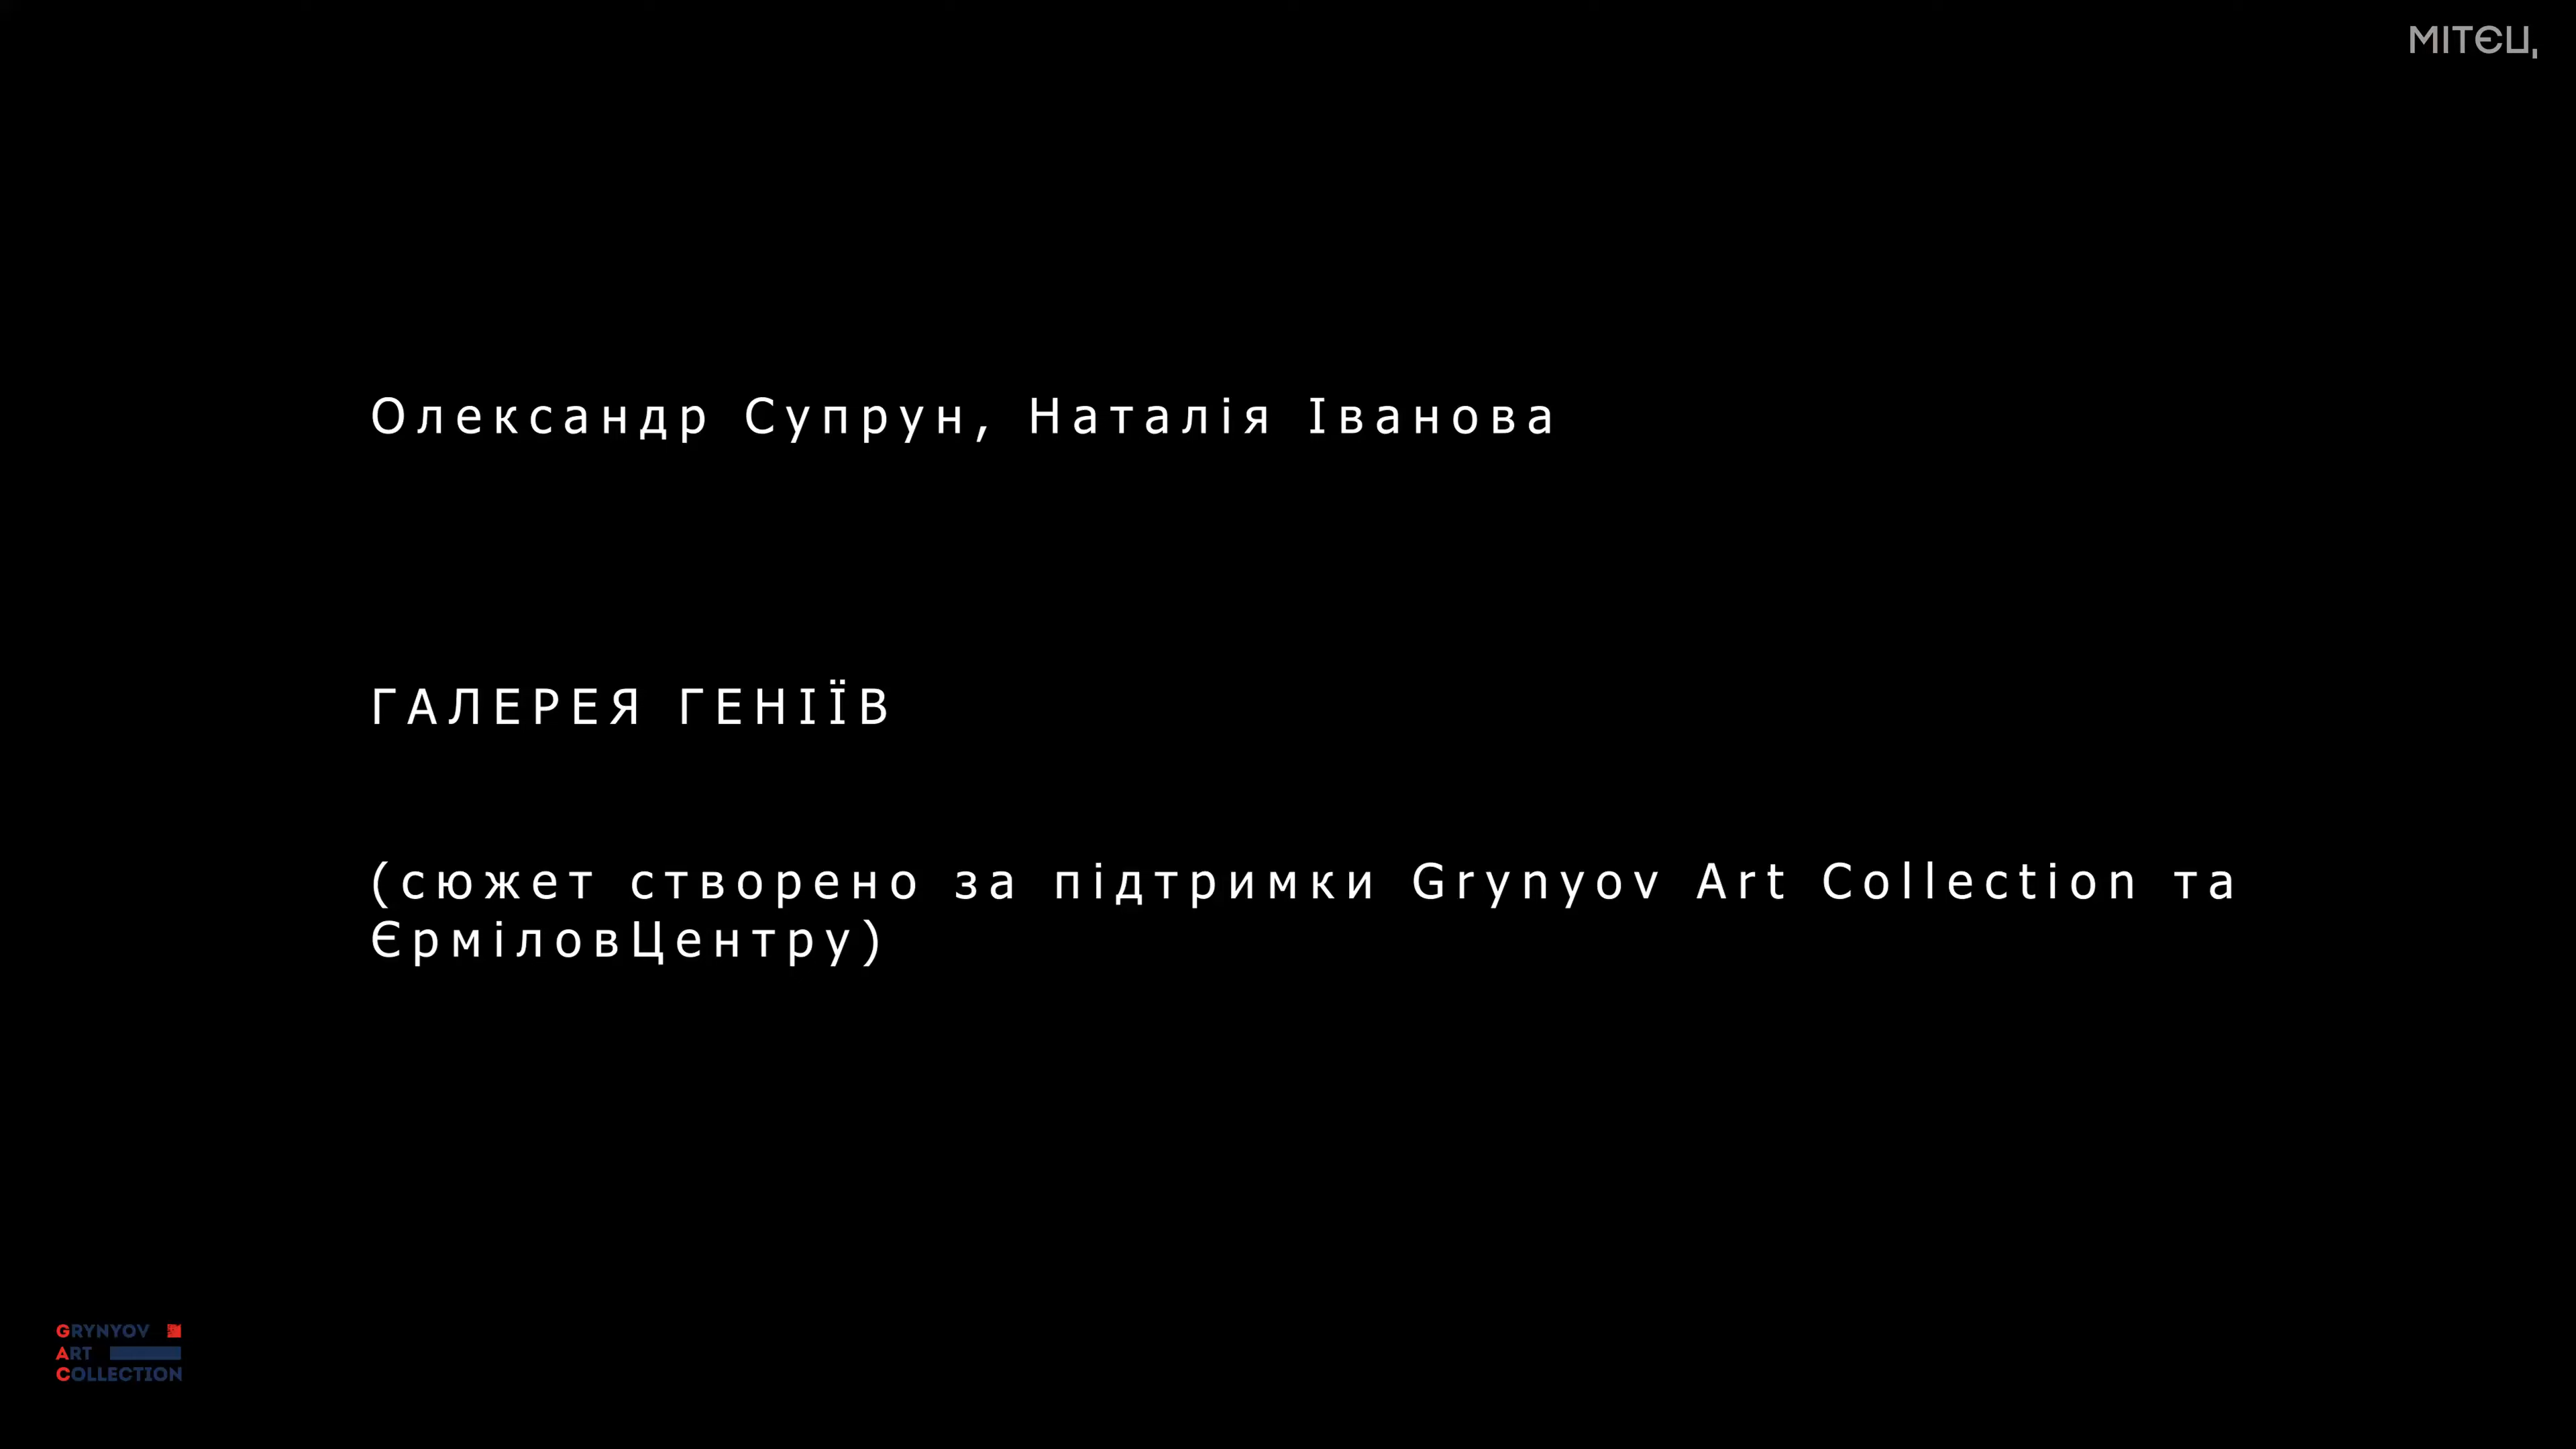 МІТЄЦЬ
Олександр Супрун, Наталія Іванова
ГАЛЕРЕЯ ГЕНІЇВ
(сюжет створено за підтримки Grynyov Art Collection та
ЄрміловЦентру)
GRYNYOV
ART
COLLECTION